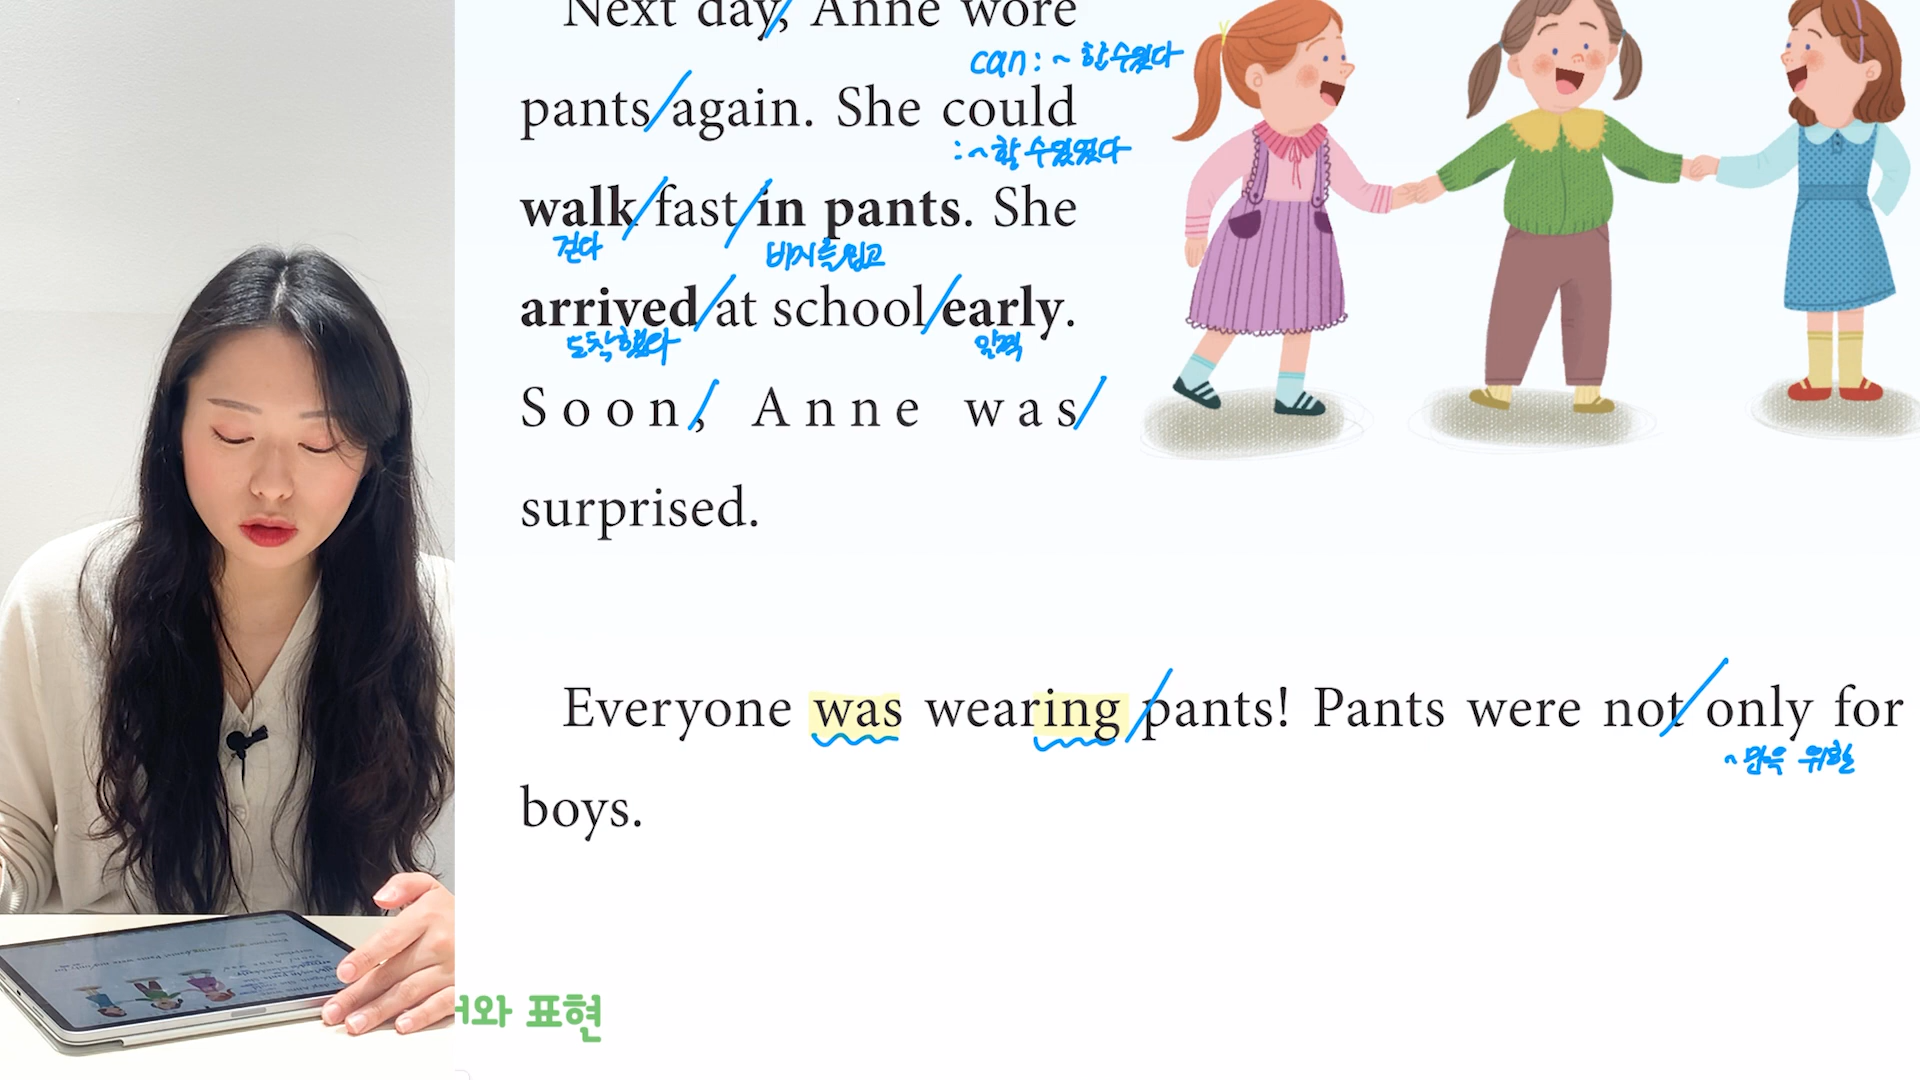 Next day, Anne wore
can : ~ 할 수 있다
pants / again. She could
: ~ 할 수 있었다
walk / fast / in pants. She
걷다 바지를 입고
arrived / at school / early.
도착했다 일찍
Soon, / Anne was /
surprised.
Everyone was wearing / pants! Pants were not / only for
~만을 위한
boys.
와 표현